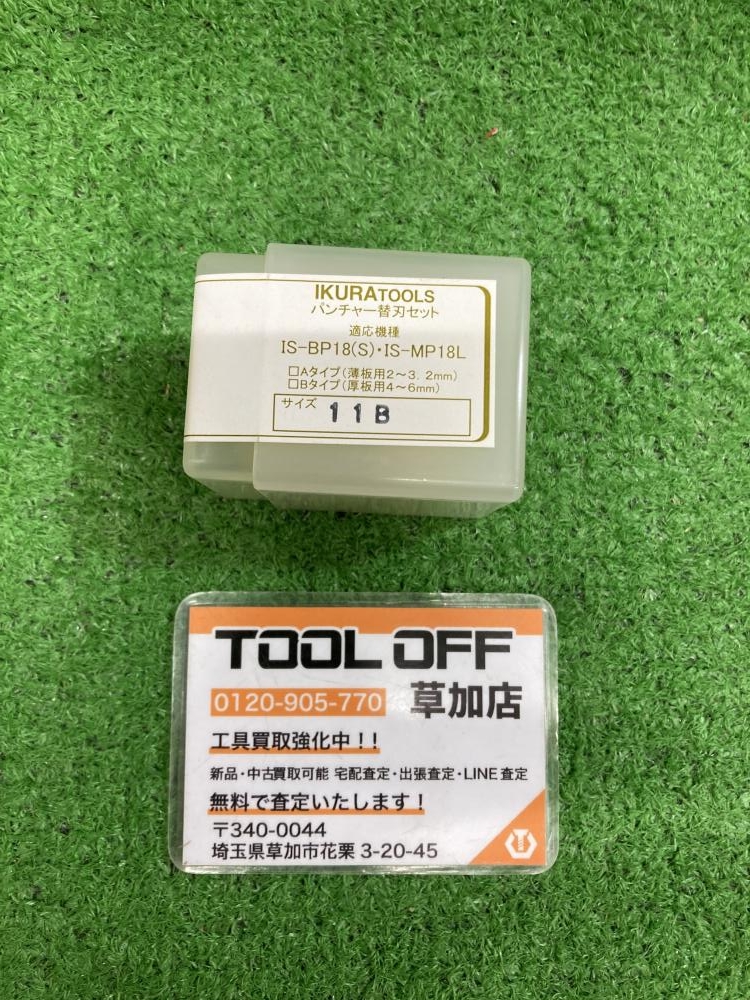 IKURATOOLS
パンチャー替刃セット
適応機種
IS-BP18(S)・IS-MP18L
□Aタイプ(薄板用2～3.2mm)
□Bタイプ(厚板用4～6mm)
サイズ 11B
TOOL OFF
0120-905-770 草加店
工具買取強化中!!
新品・中古買取可能 宅配査定・出張査定・LINE査定
無料で査定いたします!
〒340-0044
埼玉県草加市花栗 3-20-45